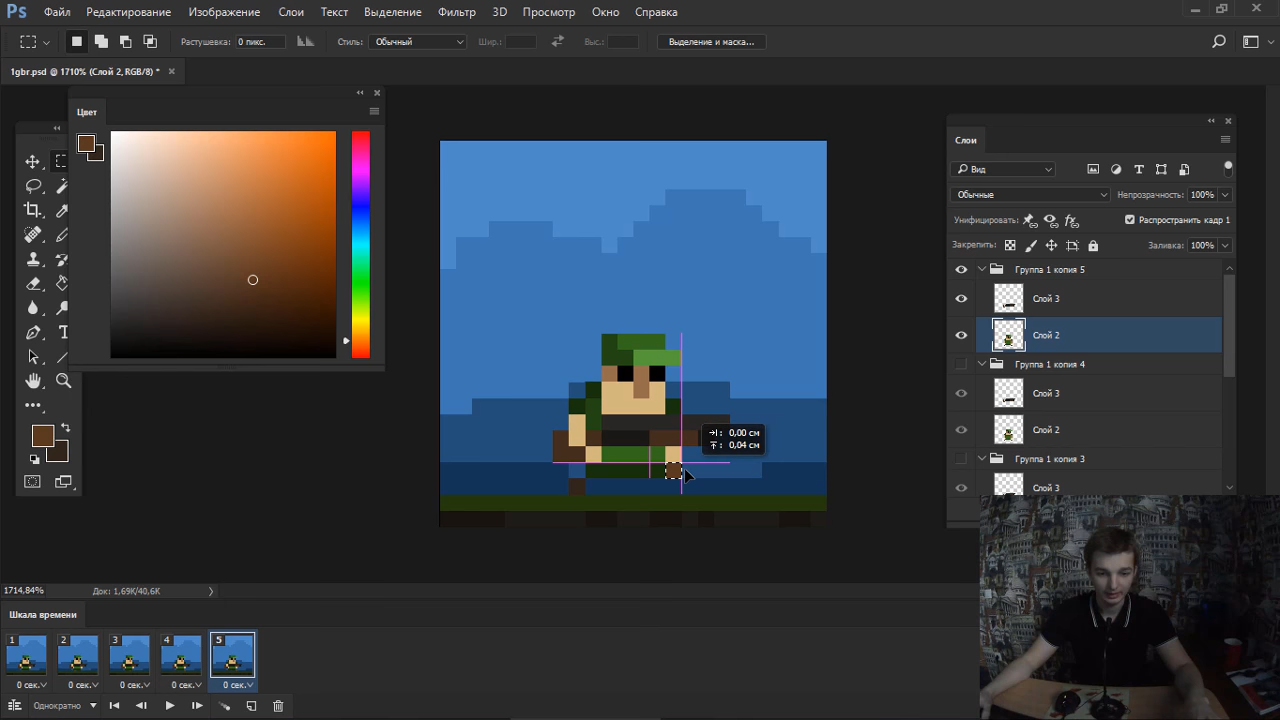 Ps Файл Редактирование Изображение Слои Текст Выделение Фильтр 3D Просмотр Окно Справка
Растушевка: 0 пикс. Стиль: Обычный Шир.: Выс.: Выделение и маска...
1gbr.psd @ 1710% (Слой 2, RGB/8) *
Цвет
Слои
Вид
Обычные Непрозрачность: 100%
Унифицировать: Распространить кадр 1
Закрепить: Заливка: 100%
Группа 1 копия 5
Слой 3
Слой 2
Группа 1 копия 4
Слой 3
Слой 2
Группа 1 копия 3
Слой 3
0,00 см
0,04 см
1714,84% Док: 1,69K/40,6K
Шкала времени
1 2 3 4 5
0 сек. 0 сек. 0 сек. 0 сек. 0 сек.
Однократно